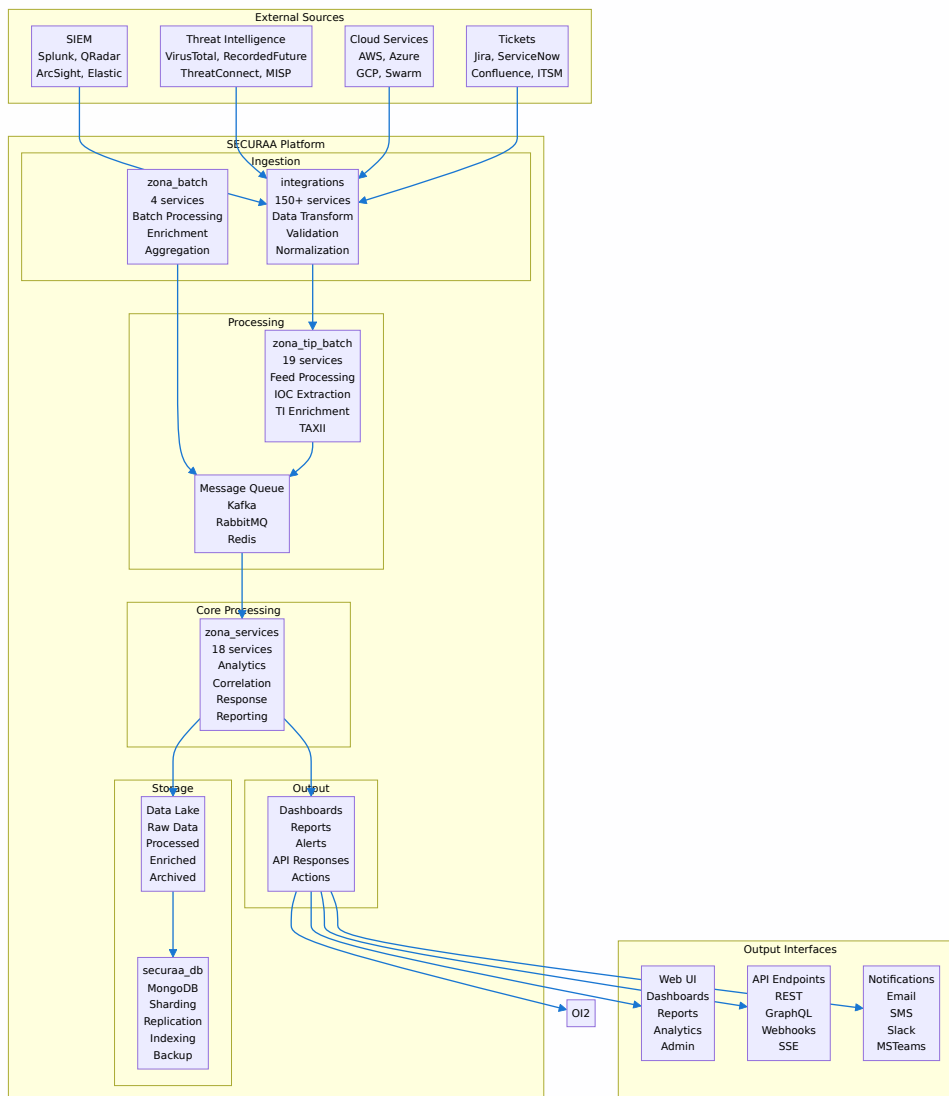 External Sources
SIEM
Splunk, QRadar
ArcSight, Elastic
Threat Intelligence
VirusTotal, RecordedFuture
ThreatConnect, MISP
Cloud Services
AWS, Azure
GCP, Swarm
Tickets
Jira, ServiceNow
Confluence, ITSM
SECURAA Platform
Ingestion
zona_batch
4 services
Batch Processing
Enrichment
Aggregation
integrations
150+ services
Data Transform
Validation
Normalization
Processing
zona_tip_batch
19 services
Feed Processing
IOC Extraction
TI Enrichment
TAXII
Message Queue
Kafka
RabbitMQ
Redis
Core Processing
zona_services
18 services
Analytics
Correlation
Response
Reporting
Storage
Data Lake
Raw Data
Processed
Enriched
Archived
securaa_db
MongoDB
Sharding
Replication
Indexing
Backup
Output
Dashboards
Reports
Alerts
API Responses
Actions
OI2
Output Interfaces
Web UI
Dashboards
Reports
Analytics
Admin
API Endpoints
REST
GraphQL
Webhooks
SSE
Notifications
Email
SMS
Slack
MSTeams